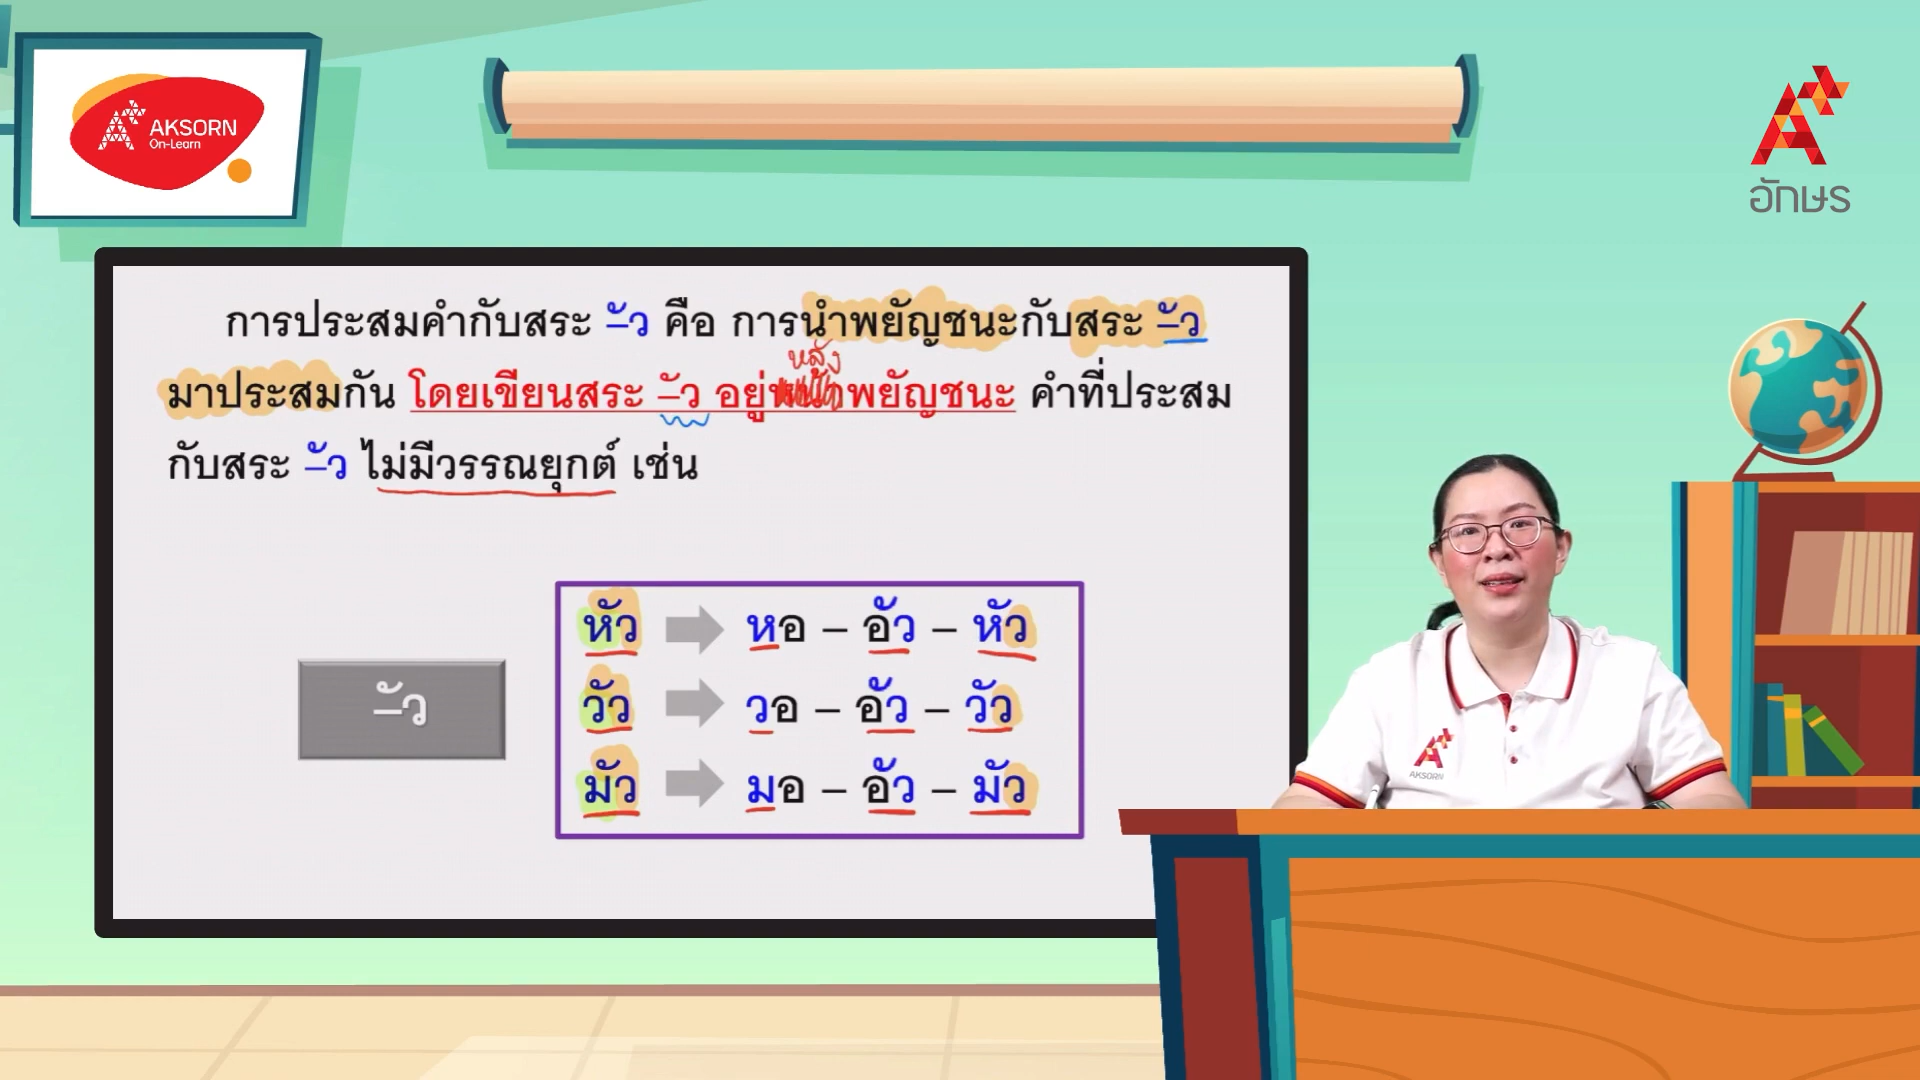 AKSORN
On-Learn
อักษร
การประสมคำกับสระ –ัว คือ การนำพยัญชนะกับสระ –ัว
หลัง
มาประสมกัน โดยเขียนสระ –ัว อยู่หน้าพยัญชนะ คำที่ประสม
กับสระ –ัว ไม่มีวรรณยุกต์ เช่น
–ัว
หัว หอ – อัว – หัว
วัว วอ – อัว – วัว
มัว มอ – อัว – มัว
AKSORN